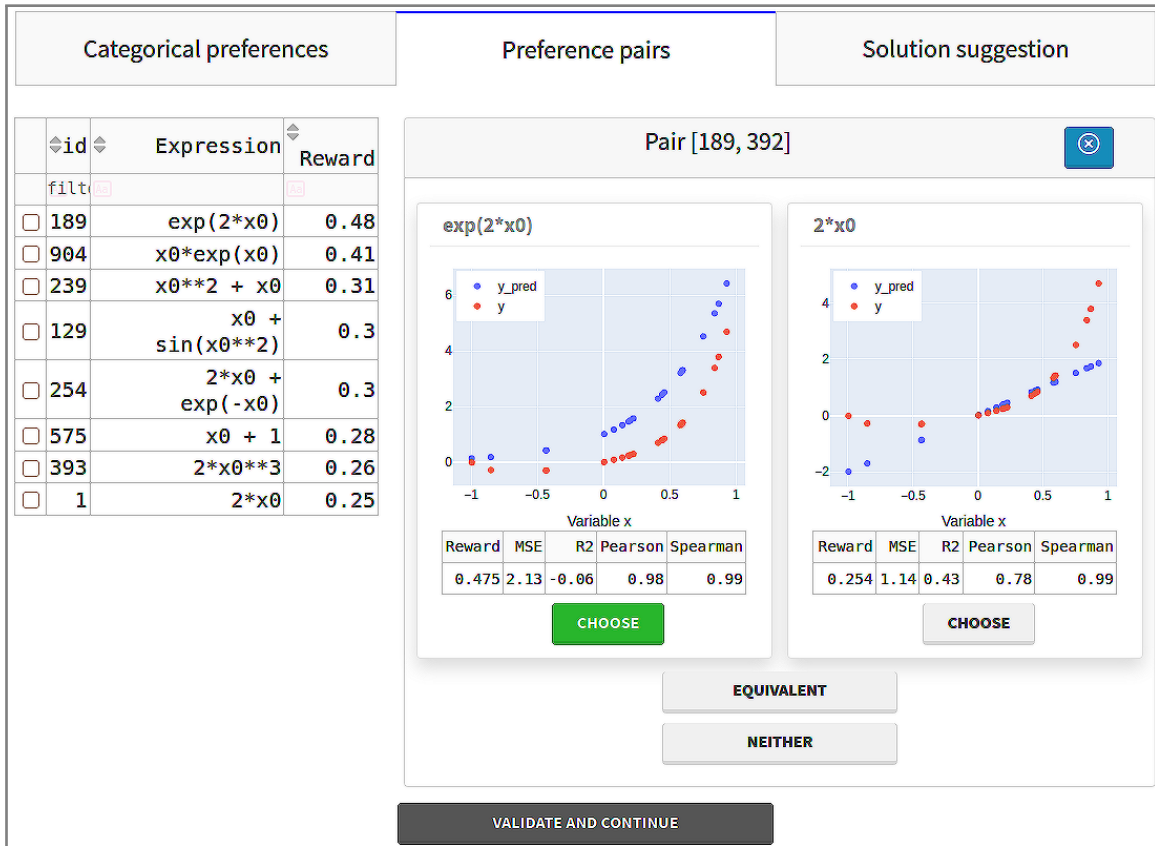 Categorical preferences
Preference pairs
Solution suggestion
id Expression Reward
filt
189 exp(2*x0) 0.48
904 x0*exp(x0) 0.41
239 x0**2 + x0 0.31
129 x0 +
sin(x0**2) 0.3
254 2*x0 +
exp(-x0) 0.3
575 x0 + 1 0.28
393 2*x0**3 0.26
1 2*x0 0.25
Pair [189, 392]
exp(2*x0)
y_pred
y
6
4
2
0
−1 −0.5 0 0.5 1
Variable x
Reward MSE R2 Pearson Spearman
0.475 2.13 -0.06 0.98 0.99
CHOOSE
2*x0
y_pred
y
4
2
0
−2
−1 −0.5 0 0.5 1
Variable x
Reward MSE R2 Pearson Spearman
0.254 1.14 0.43 0.78 0.99
CHOOSE
EQUIVALENT
NEITHER
VALIDATE AND CONTINUE